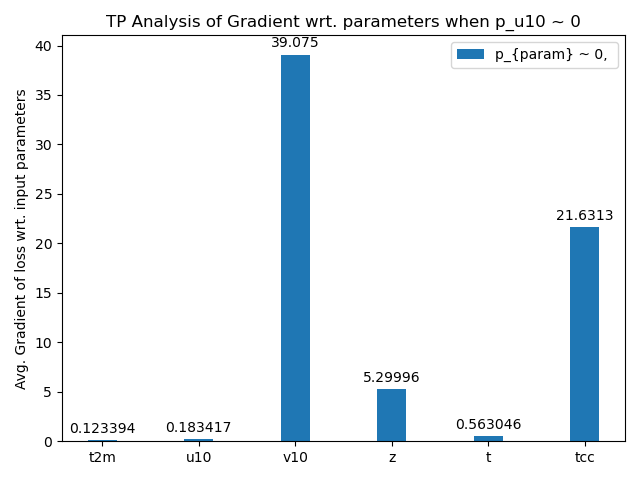 TP Analysis of Gradient wrt. parameters when p_u10 ~ 0
p_{param} ~ 0,
Avg. Gradient of loss wrt. input parameters
40
35
30
25
20
15
10
5
0
0.123394
0.183417
39.075
5.29996
0.563046
21.6313
t2m
u10
v10
z
t
tcc